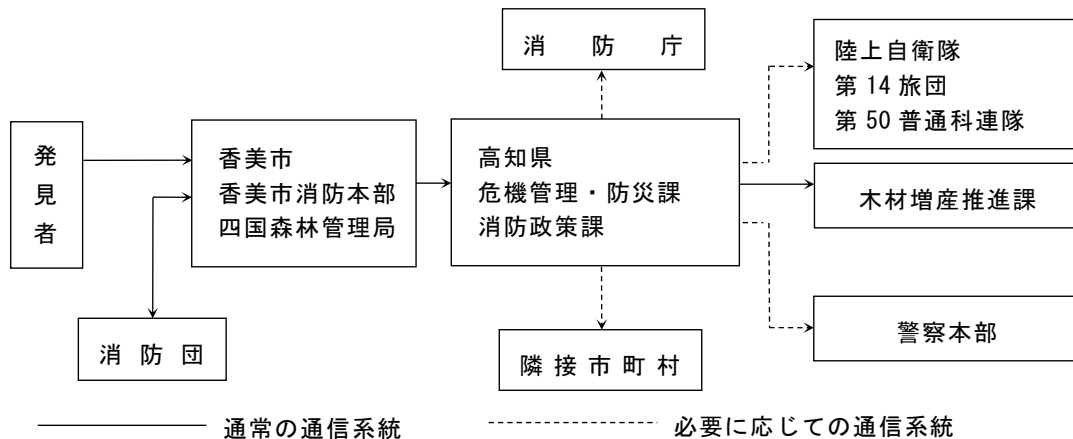 消防庁
陸上自衛隊
第 14 旅団
第 50 普通科連隊
発見者
香美市
香美市消防本部
四国森林管理局
高知県
危機管理・防災課
消防政策課
木材増産推進課
消防団
隣接市町村
警察本部
通常の通信系統
必要に応じての通信系統